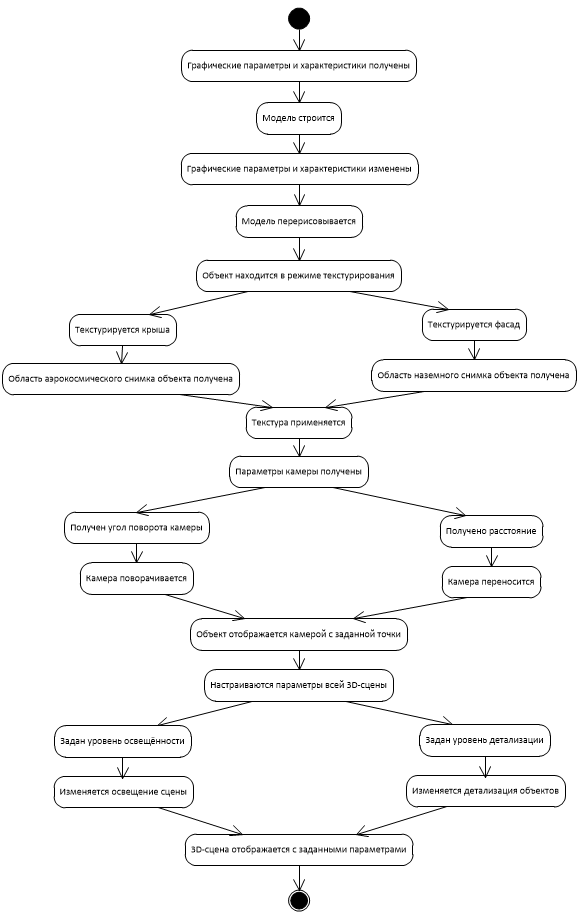 Графические параметры и характеристики получены
Модель строится
Графические параметры и характеристики изменены
Модель перерисовывается
Объект находится в режиме текстурирования
Текстурируется крыша
Текстурируется фасад
Область аэрокосмического снимка объекта получена
Область наземного снимка объекта получена
Текстура применяется
Параметры камеры получены
Получен угол поворота камеры
Получено расстояние
Камера поворачивается
Камера переносится
Объект отображается камерой с заданной точки
Настраиваются параметры всей 3D-сцены
Задан уровень освещённости
Задан уровень детализации
Изменяется освещение сцены
Изменяется детализация объектов
3D-сцена отображается с заданными параметрами